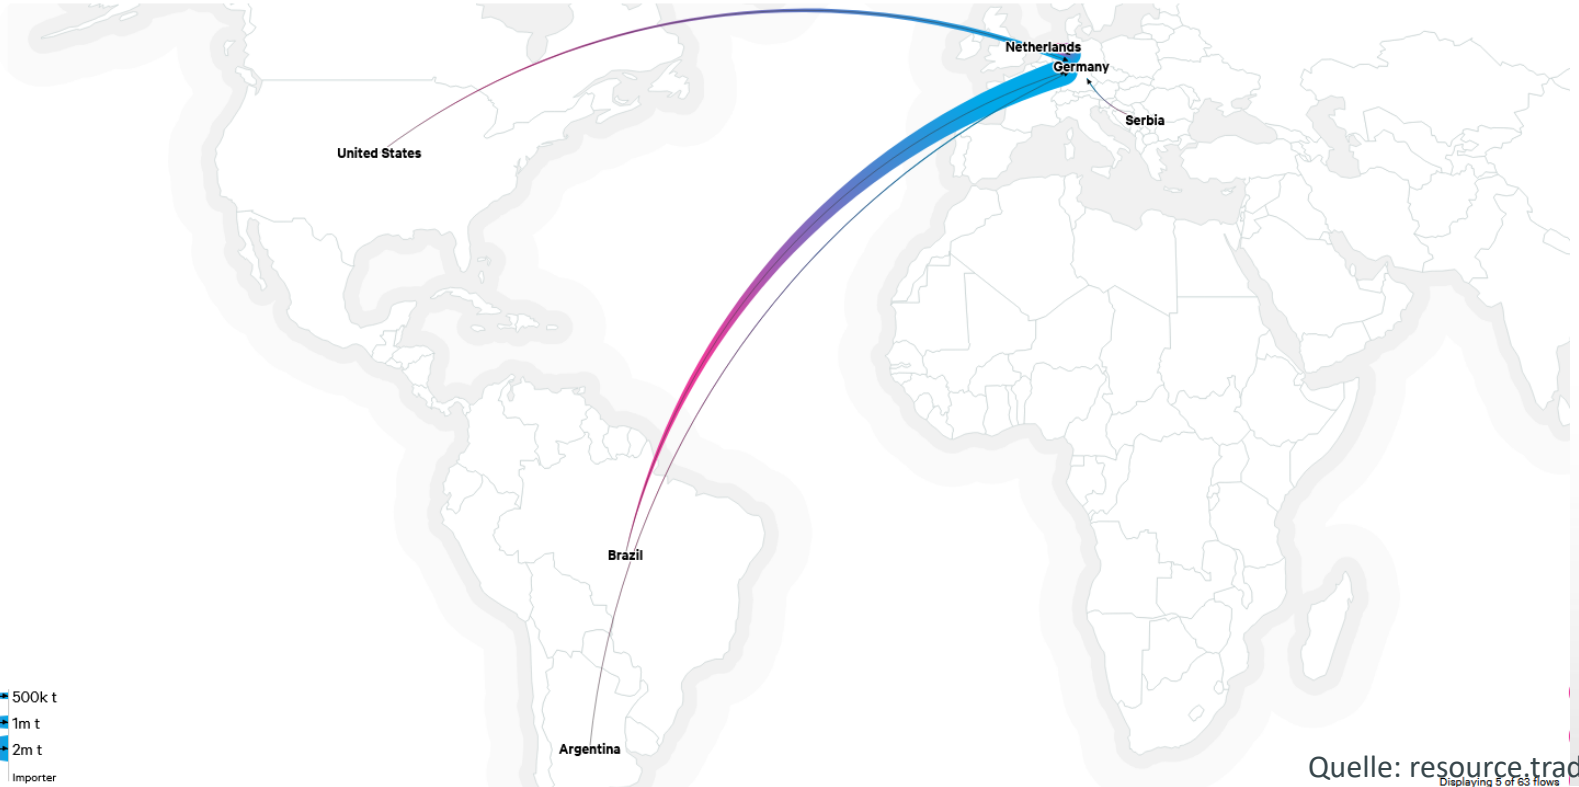 Netherlands
Germany
Serbia
United States
Brazil
Argentina
500k t
1m t
2m t
Importer
Quelle: resource.trad
Displaying 5 of 63 flows